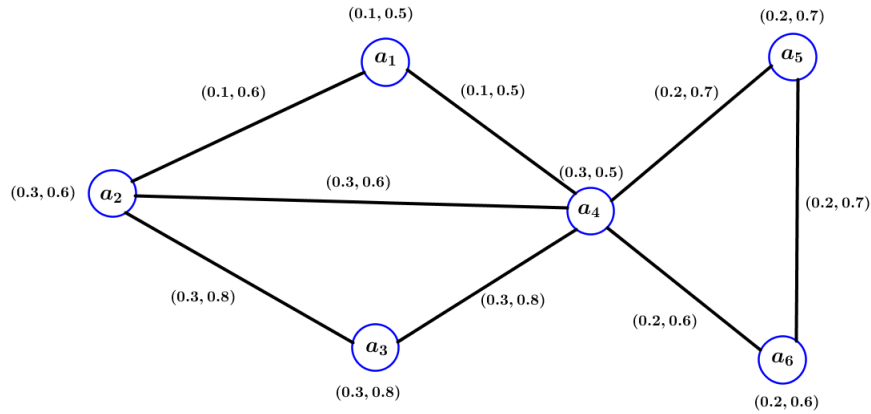 (0.1, 0.5)
(0.2, 0.7)
a₁
a₅
(0.1, 0.6)
(0.1, 0.5)
(0.2, 0.7)
(0.3, 0.5)
(0.3, 0.6)
(0.3, 0.6)
a₂
a₄
(0.2, 0.7)
(0.3, 0.8)
(0.3, 0.8)
(0.2, 0.6)
a₃
a₆
(0.3, 0.8)
(0.2, 0.6)